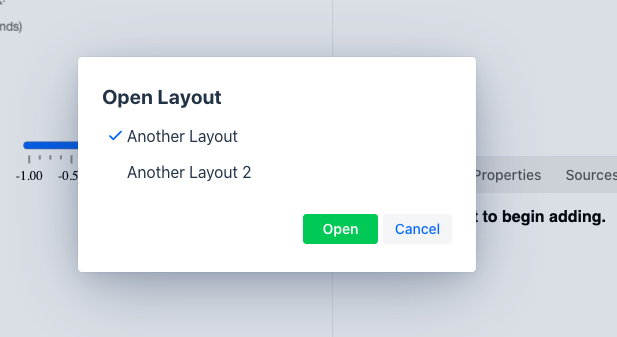 nds)
Open Layout
Another Layout
Another Layout 2
-1.00 -0.5
Properties Sources
to begin adding.
Open Cancel